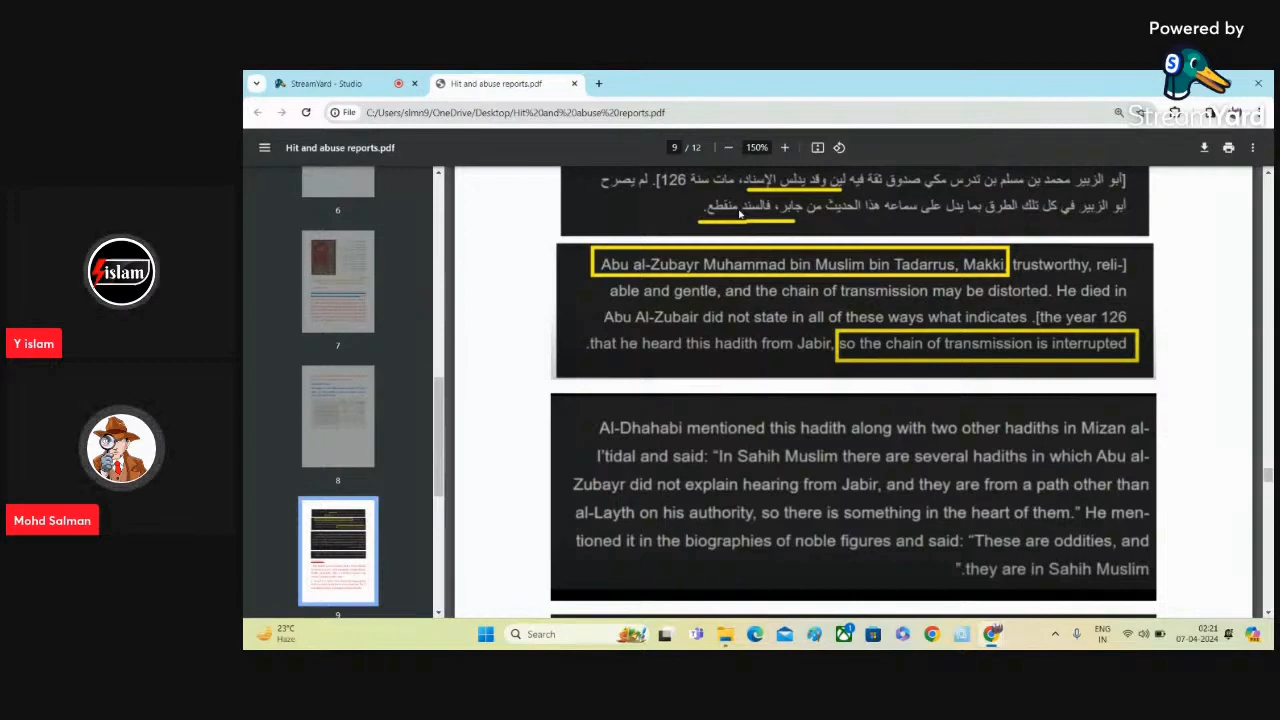 Powered by
StreamYard
StreamYard - Studio
Hit and abuse reports.pdf
File
C:/Users/slmn9/OneDrive/Desktop/Hit%20and%20abuse%20reports.pdf
Hit and abuse reports.pdf
9 / 12
150%
6
7
8
9
[أبو الزبير محمد بن مسلم بن تدرس مكي صدوق ثقة فيه لين وقد يدلس الإسناد، مات سنة 126]. لم يصرح
أبو الزبير في كل تلك الطرق بما يدل على سماعه هذا الحديث من جابر، فالسند منقطع.
Abu al-Zubayr Muhammad bin Muslim bin Tadarrus, Makki, trustworthy, reli-]
able and gentle, and the chain of transmission may be distorted. He died in
Abu Al-Zubair did not state in all of these ways what indicates .[the year 126
.that he heard this hadith from Jabir, so the chain of transmission is interrupted
Al-Dhahabi mentioned this hadith along with two other hadiths in Mizan al-
I'tidal and said: "In Sahih Muslim there are several hadiths in which Abu al-
Zubayr did not explain hearing from Jabir, and they are from a path other than
al-Layth on his authority, so there is something in the heart of them." He men-
tioned it in the biographies of noble figures and said: "These are oddities, and
".they are in Sahih Muslim
islam
Y islam
Mohd Salman
23°C
Haze
Search
ENG
IN
02:21
07-04-2024